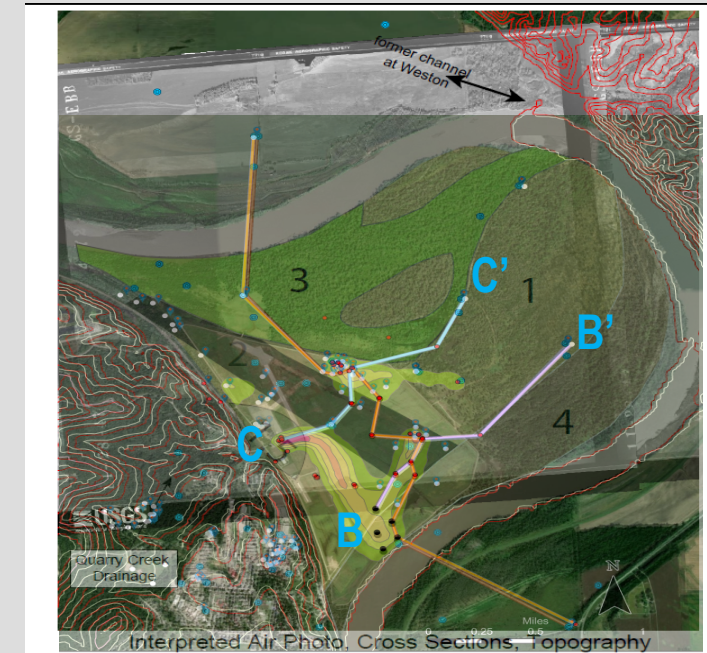 former channel
at Weston
C'
1
3
B'
2
4
C
USGS
B
Quarry Creek
Drainage
N
Miles
0 0.25 0.5 1
Interpreted Air Photo, Cross Sections, Topography